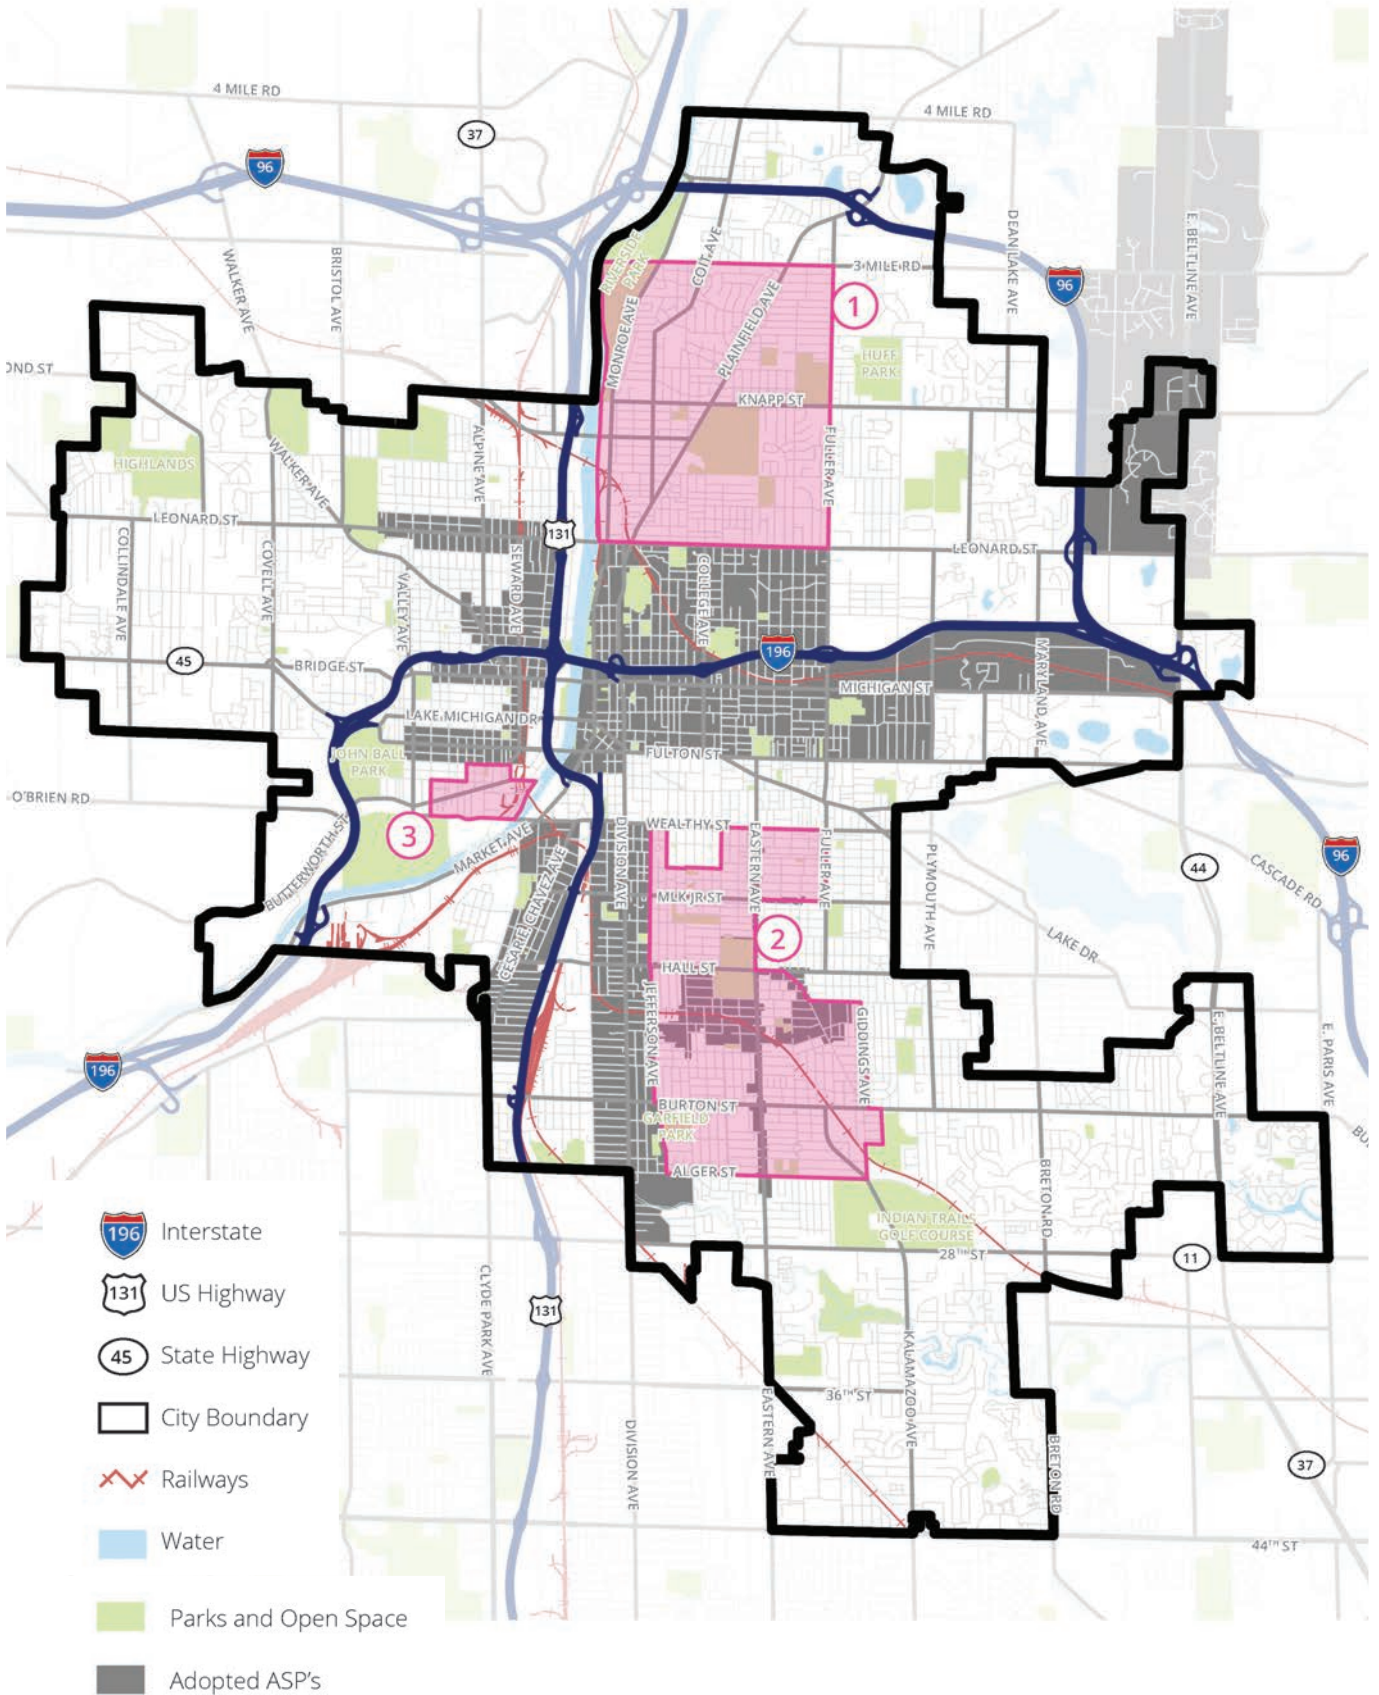 4 MILE RD
37
4 MILE RD
96
DEAN LAKE AVE
E. BELTLINE AVE
WALKER AVE
BRISTOL AVE
RIVERSIDE
PARK
COIT AVE
3 MILE RD
96
1
MONROE AVE
PLAINFIELD AVE
HUFF
PARK
OND ST
KNAPP ST
ALPINE AVE
WALKER AVE
FULLER AVE
HIGHLANDS
LEONARD ST
131
LEONARD ST
COLLINDALE AVE
COVELL AVE
VALLEY AVE
SEWARD AVE
COLLEGE AVE
45
BRIDGE ST
196
MICHIGAN ST
MARYLAND AVE
LAKE MICHIGAN DR
JOHN BALL
PARK
FULTON ST
O'BRIEN RD
3
BUTTERWORTH ST
MARKET AVE
WEALTHY ST
DIVISION AVE
EASTERN AVE
FULLER AVE
PLYMOUTH AVE
44
96
CASCADE RD
MLK JR ST
CESAR E. CHAVEZ AVE
2
LAKE DR
HALL ST
JEFFERSON AVE
GIDDINGS AVE
E. BELTLINE AVE
E. PARIS AVE
196
BURTON ST
GARFIELD
PARK
BU
ALGER ST
BRETON RD
INDIAN TRAILS
GOLF COURSE
28TH ST
11
CLYDE PARK AVE
131
KALAMAZOO AVE
36TH ST
EASTERN AVE
DIVISION AVE
BRETON RD
37
44TH ST
196 Interstate
131 US Highway
45 State Highway
City Boundary
Railways
Water
Parks and Open Space
Adopted ASP's